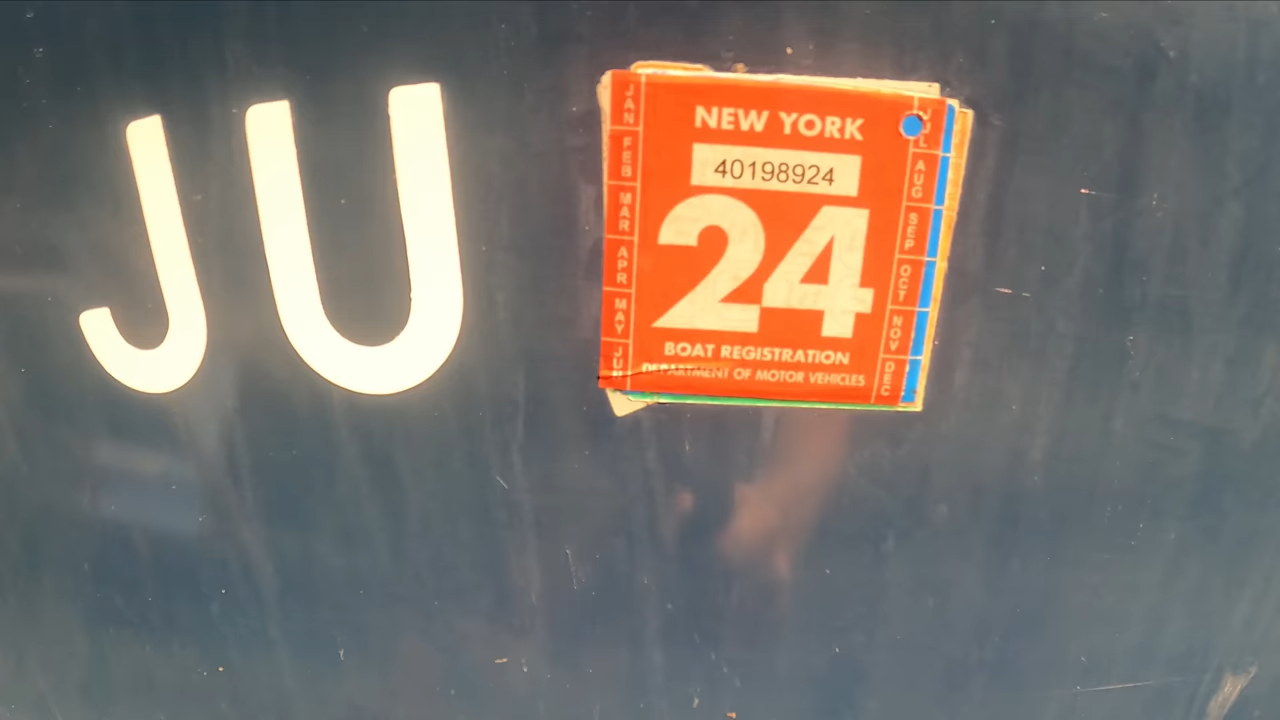 JU
NEW YORK
40198924
24
BOAT REGISTRATION
DEPARTMENT OF MOTOR VEHICLES
JAN
FEB
MAR
APR
MAY
JUN
JUL
AUG
SEP
OCT
NOV
DEC